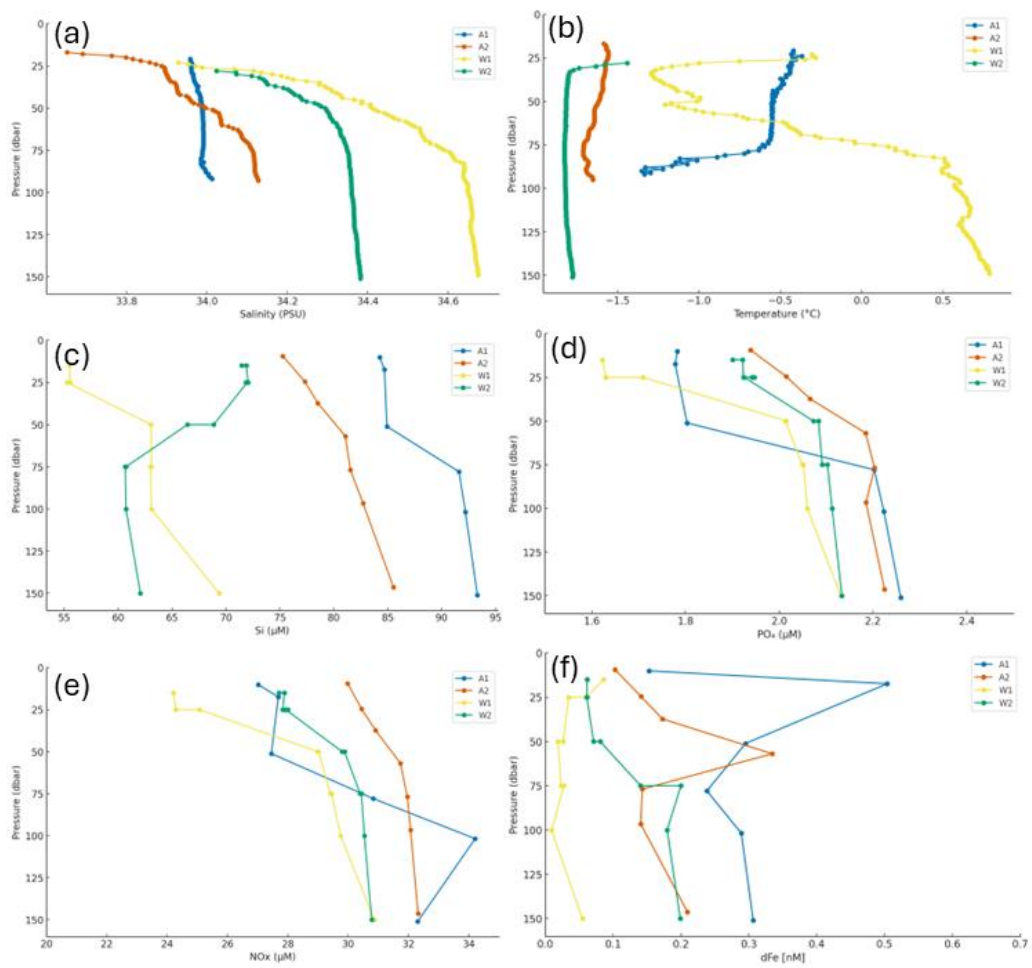 (a)
0
25
50
75
100
125
150
Pressure (dbar)
33.8 34.0 34.2 34.4 34.6
Salinity (PSU)
A1
A2
W1
W2
(b)
0
25
50
75
100
125
150
Pressure (dbar)
−1.5 −1.0 −0.5 0.0 0.5
Temperature (°C)
A1
A2
W1
W2
(c)
0
25
50
75
100
125
150
Pressure (dbar)
55 60 65 70 75 80 85 90 95
Si (μM)
A1
A2
W1
W2
(d)
0
25
50
75
100
125
150
Pressure (dbar)
1.6 1.8 2.0 2.2 2.4
PO₄ (μM)
A1
A2
W1
W2
(e)
0
25
50
75
100
125
150
Pressure (dbar)
20 22 24 26 28 30 32 34
NOx (μM)
A1
A2
W1
W2
(f)
0
25
50
75
100
125
150
Pressure (dbar)
0.0 0.1 0.2 0.3 0.4 0.5 0.6 0.7
dFe [nM]
A1
A2
W1
W2